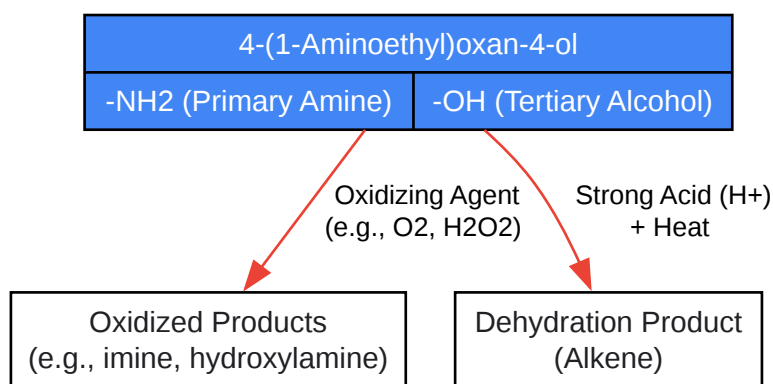 4-(1-Aminoethyl)oxan-4-ol
-NH2 (Primary Amine)
-OH (Tertiary Alcohol)
Oxidizing Agent
(e.g., O2, H2O2)
Strong Acid (H+)
+ Heat
Oxidized Products
(e.g., imine, hydroxylamine)
Dehydration Product
(Alkene)